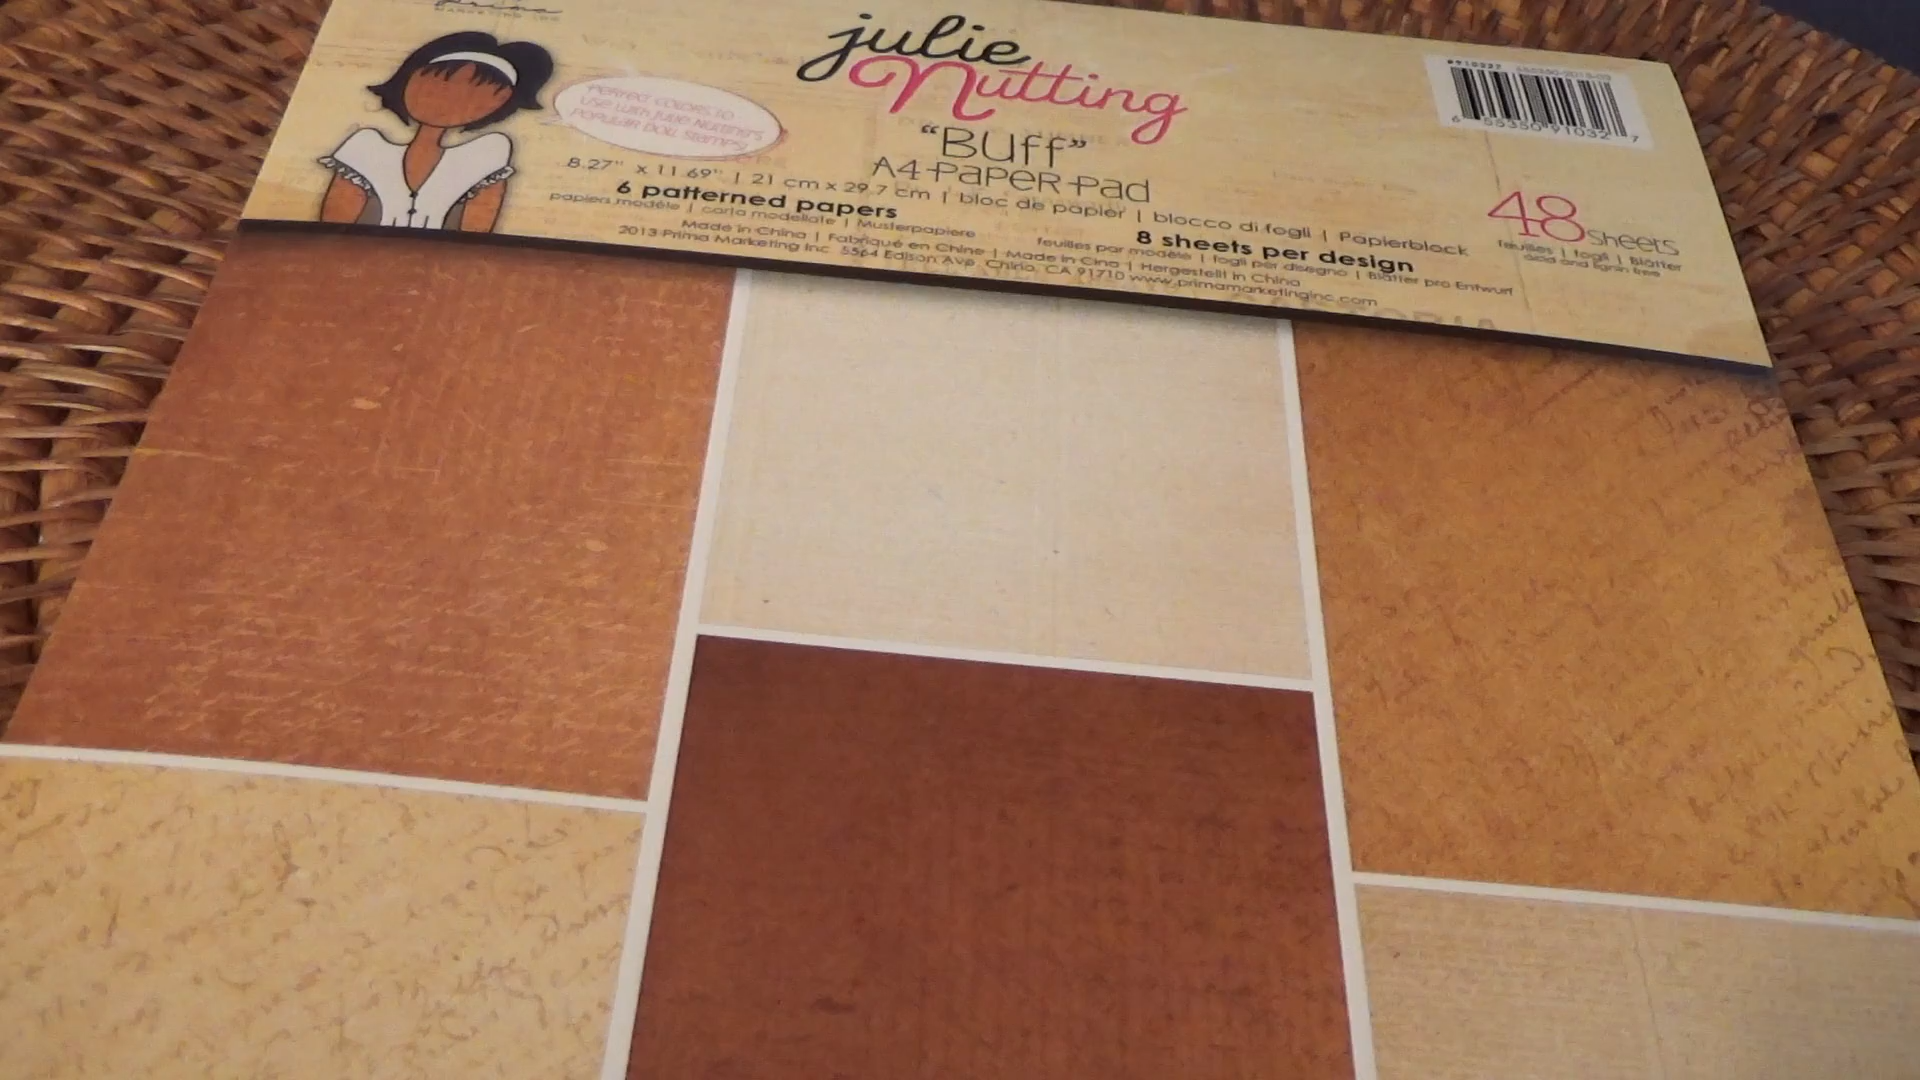 Prima
MARKETING INC
julie
Nutting
PERFECT COLORS TO
USE WITH JULIE NUTTING'S
POPULAR DOLL STAMPS!
"Buff"
A4 PAPER PAD
8.27" x 11.69" | 21 cm x 29.7 cm | bloc de papier | blocco di fogli | Papierblock
6 patterned papers
papiers modèle | carta modellate | Musterpapiere
8 sheets per design
feuilles par modèle | fogli per disegno | Blätter pro Entwurf
Made in China | Fabriqué en Chine | Made in Cina | Hergestellt in China
2013 Prima Marketing Inc 5564 Edison Ave. Chino, CA 91710 www.primamarketinginc.com
48 sheets
feuilles | fogli | Blätter
acid and lignin free
6 55350 91032 7